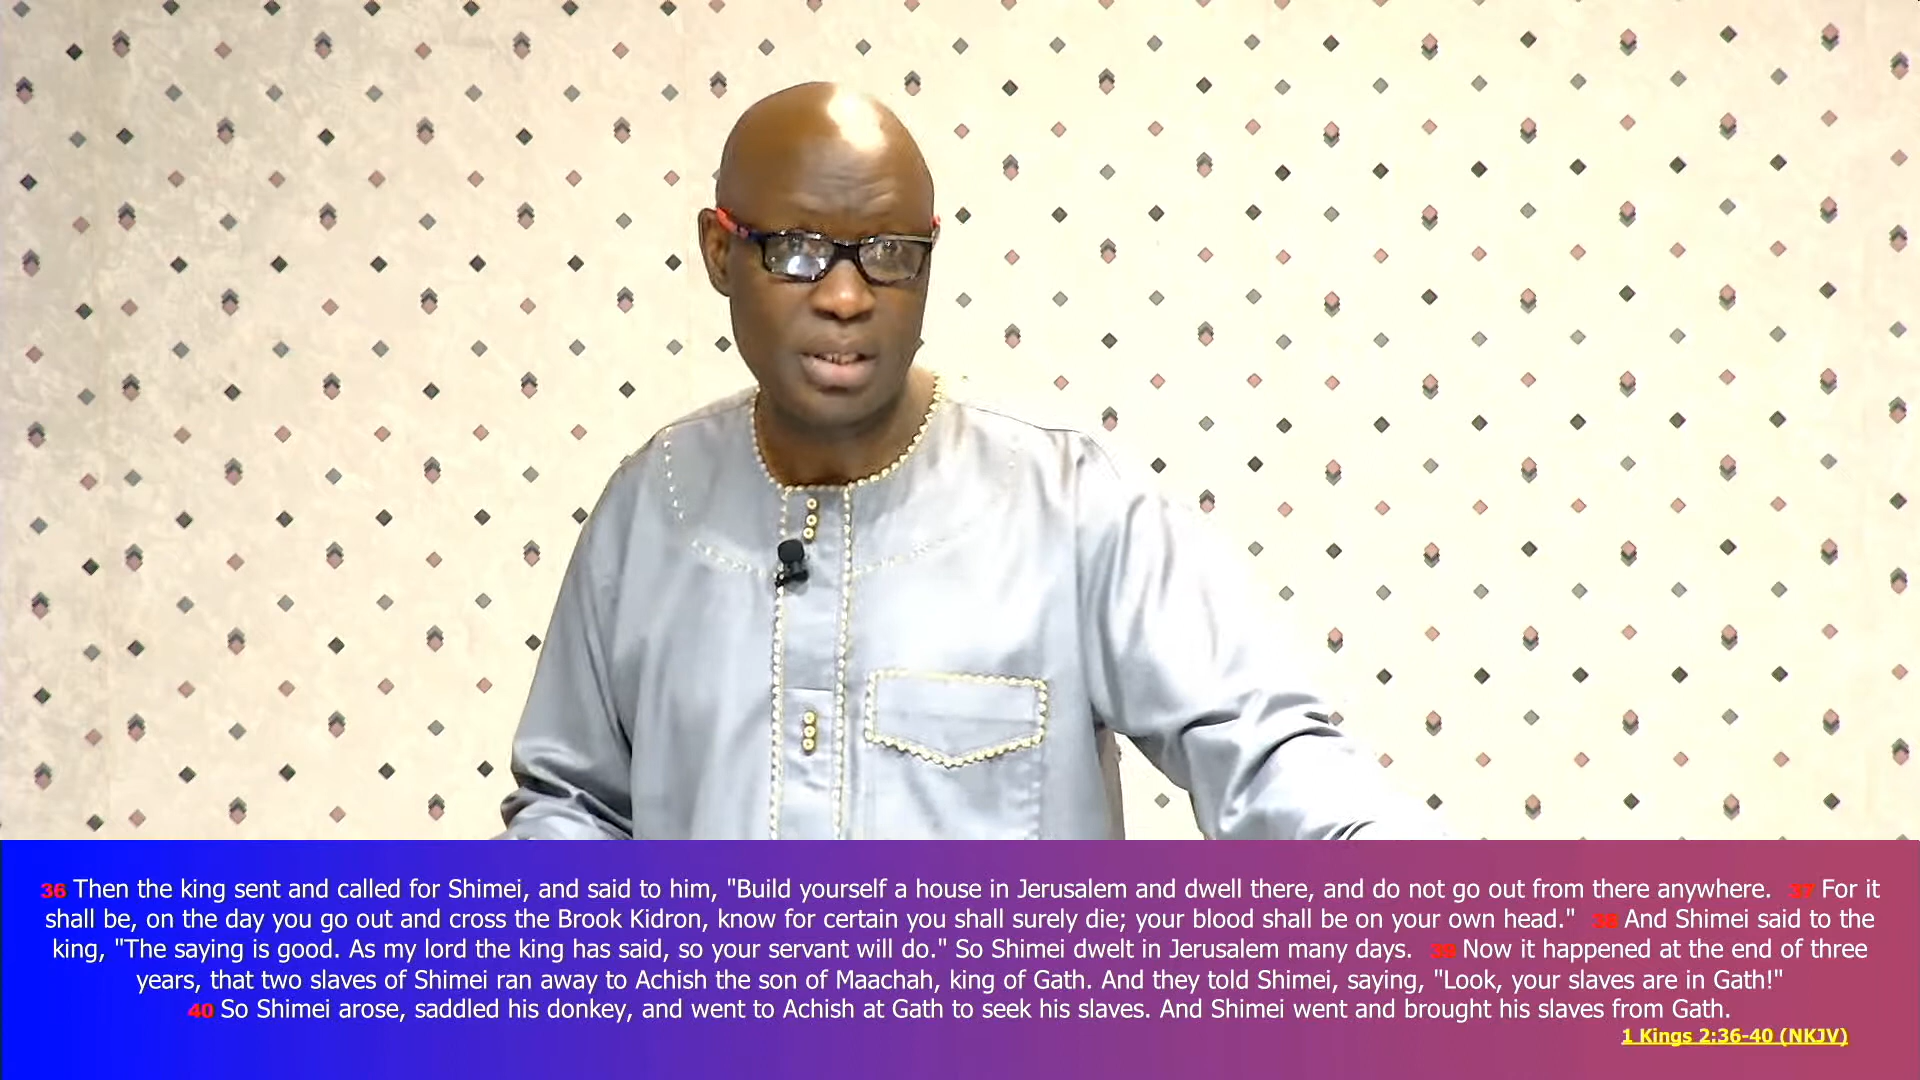 36 Then the king sent and called for Shimei, and said to him, "Build yourself a house in Jerusalem and dwell there, and do not go out from there anywhere. 37 For it
shall be, on the day you go out and cross the Brook Kidron, know for certain you shall surely die; your blood shall be on your own head." 38 And Shimei said to the
king, "The saying is good. As my lord the king has said, so your servant will do." So Shimei dwelt in Jerusalem many days. 39 Now it happened at the end of three
years, that two slaves of Shimei ran away to Achish the son of Maachah, king of Gath. And they told Shimei, saying, "Look, your slaves are in Gath!"
40 So Shimei arose, saddled his donkey, and went to Achish at Gath to seek his slaves. And Shimei went and brought his slaves from Gath.
1 Kings 2:36-40 (NKJV)